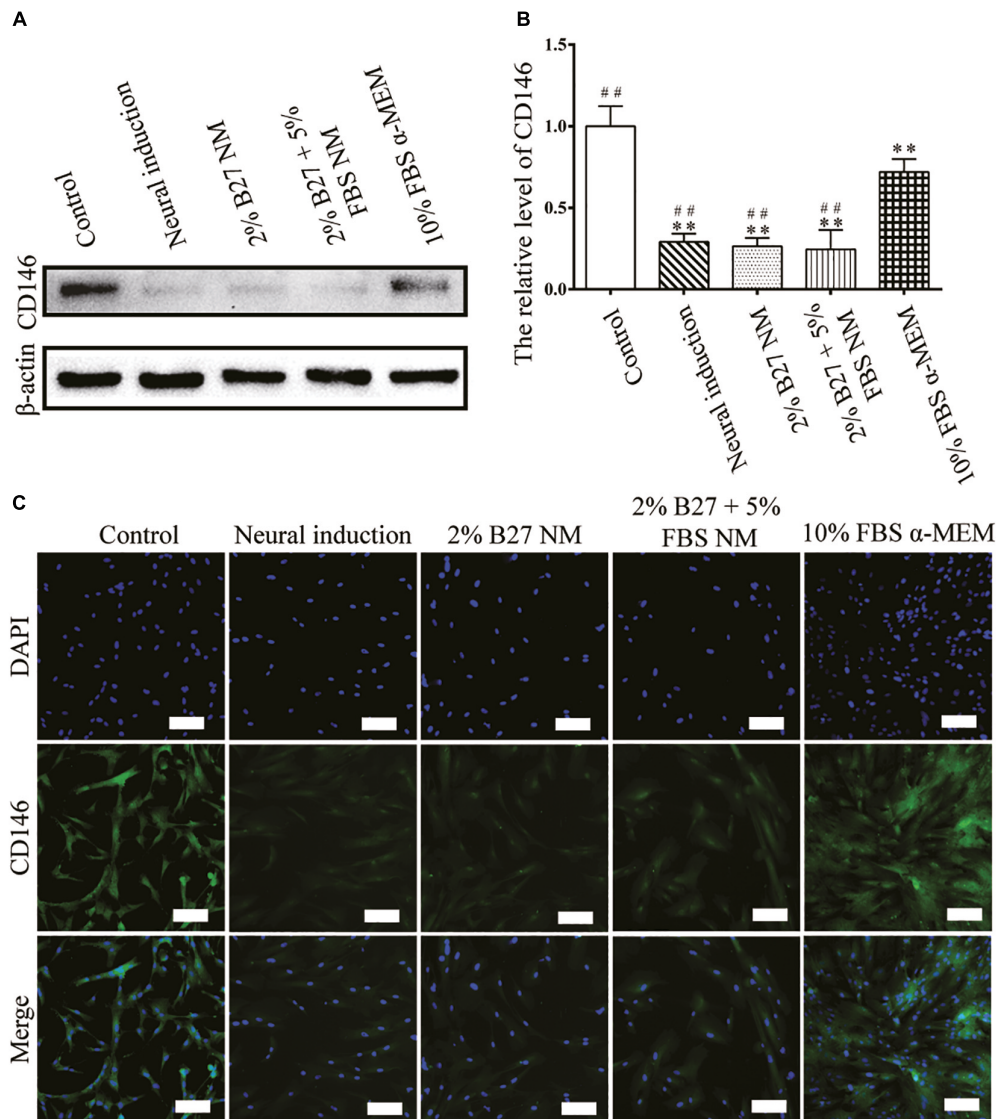 A
Control
Neural induction
2% B27 NM
2% B27 + 5%
FBS NM
10% FBS α-MEM
CD146
β-actin
B
The relative level of CD146
1.5
1.0
0.5
0.0
##
##
**
##
**
##
**
**
Control
Neural induction
2% B27 NM
2% B27 + 5%
FBS NM
10% FBS α-MEM
C
Control
Neural induction
2% B27 NM
2% B27 + 5%
FBS NM
10% FBS α-MEM
DAPI
CD146
Merge